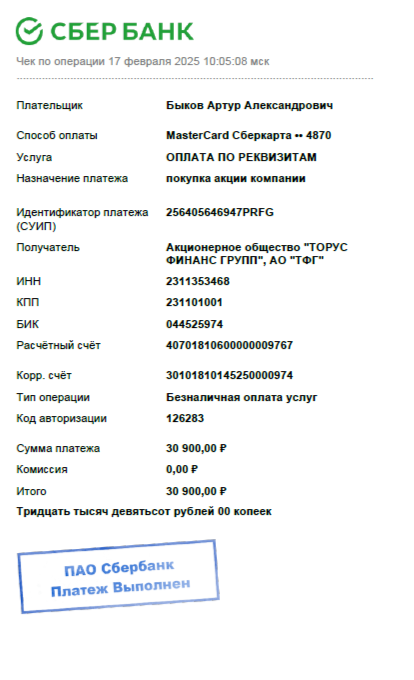 СБЕР БАНК
Чек по операции 17 февраля 2025 10:05:08 мск
Плательщик Быков Артур Александрович
Способ оплаты MasterCard Сберкарта •• 4870
Услуга ОПЛАТА ПО РЕКВИЗИТАМ
Назначение платежа покупка акции компании
Идентификатор платежа 256405646947PRFG
(СУИП)
Получатель Акционерное общество "ТОРУС
ФИНАНС ГРУПП", АО "ТФГ"
ИНН 2311353468
КПП 231101001
БИК 044525974
Расчётный счёт 40701810600000009767
Корр. счёт 30101810145250000974
Тип операции Безналичная оплата услуг
Код авторизации 126283
Сумма платежа 30 900,00 ₽
Комиссия 0,00 ₽
Итого 30 900,00 ₽
Тридцать тысяч девятьсот рублей 00 копеек
ПАО Сбербанк
Платеж Выполнен